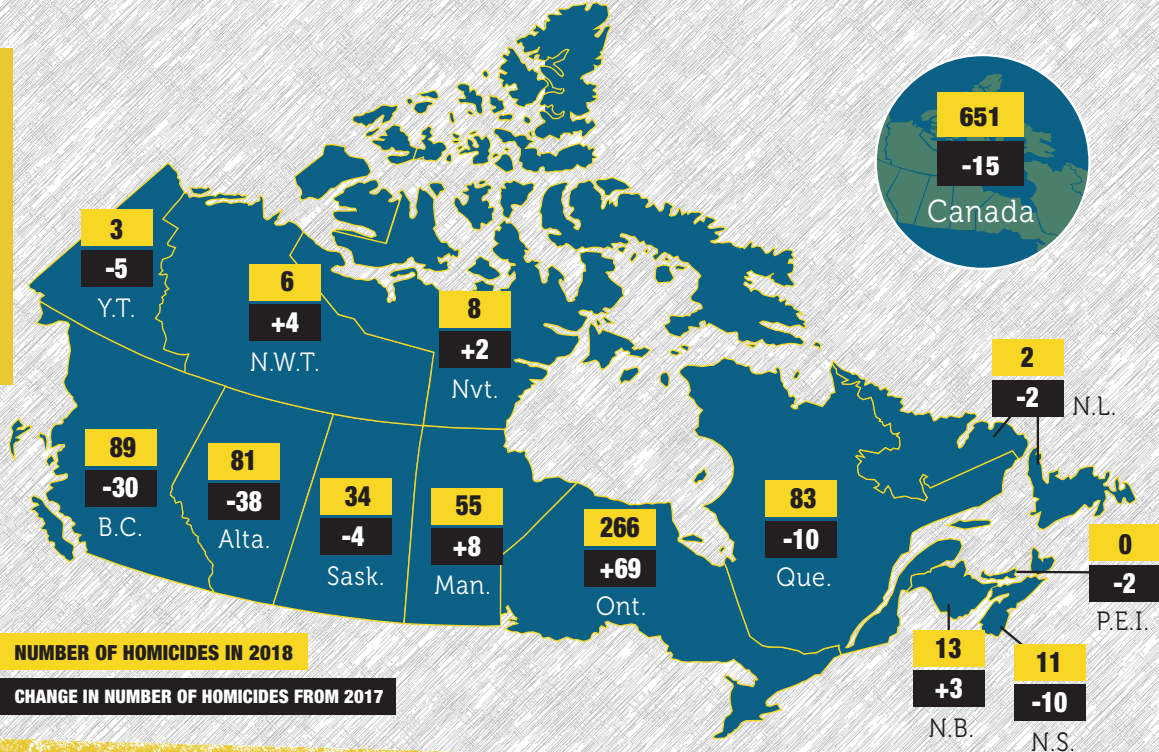 651
-15
Canada
3
-5
Y.T.
6
+4
N.W.T.
8
+2
Nvt.
2
-2
N.L.
89
-30
B.C.
81
-38
Alta.
34
-4
Sask.
55
+8
Man.
266
+69
Ont.
83
-10
Que.
0
-2
P.E.I.
13
+3
N.B.
11
-10
N.S.
NUMBER OF HOMICIDES IN 2018
CHANGE IN NUMBER OF HOMICIDES FROM 2017